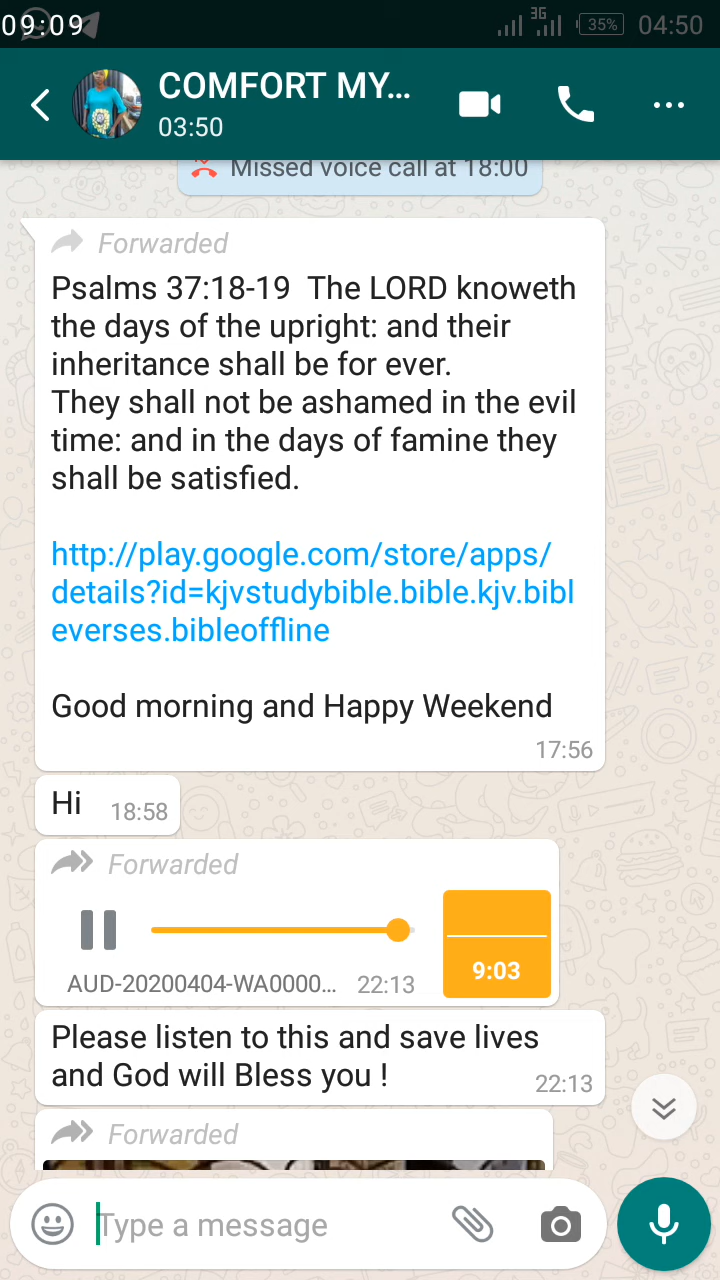 09:09
3G
35%
04:50
COMFORT MY...
03:50
Missed voice call at 18:00
Forwarded
Psalms 37:18-19  The LORD knoweth
the days of the upright: and their
inheritance shall be for ever.
They shall not be ashamed in the evil
time: and in the days of famine they
shall be satisfied.
http://play.google.com/store/apps/
details?id=kjvstudybible.bible.kjv.bibl
everses.bibleoffline
Good morning and Happy Weekend
17:56
Hi 18:58
Forwarded
9:03
AUD-20200404-WA0000... 22:13
Please listen to this and save lives
and God will Bless you !
22:13
Forwarded
Type a message